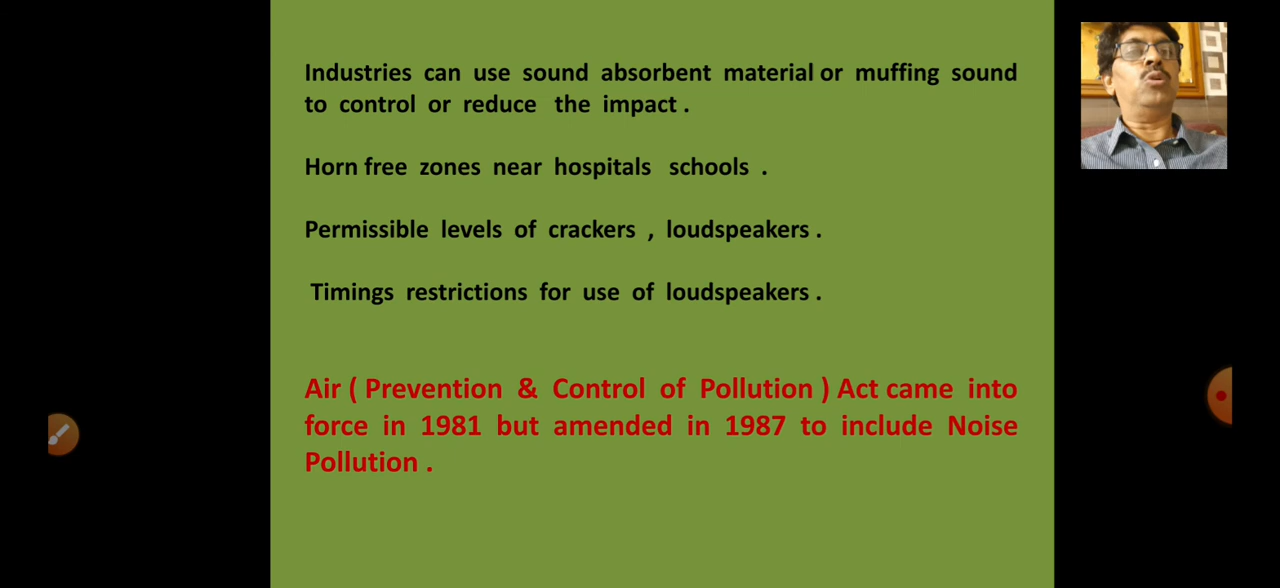 Industries can use sound absorbent material or muffing sound
to control or reduce the impact .
Horn free zones near hospitals schools .
Permissible levels of crackers , loudspeakers .
Timings restrictions for use of loudspeakers .
Air ( Prevention & Control of Pollution ) Act came into
force in 1981 but amended in 1987 to include Noise
Pollution .